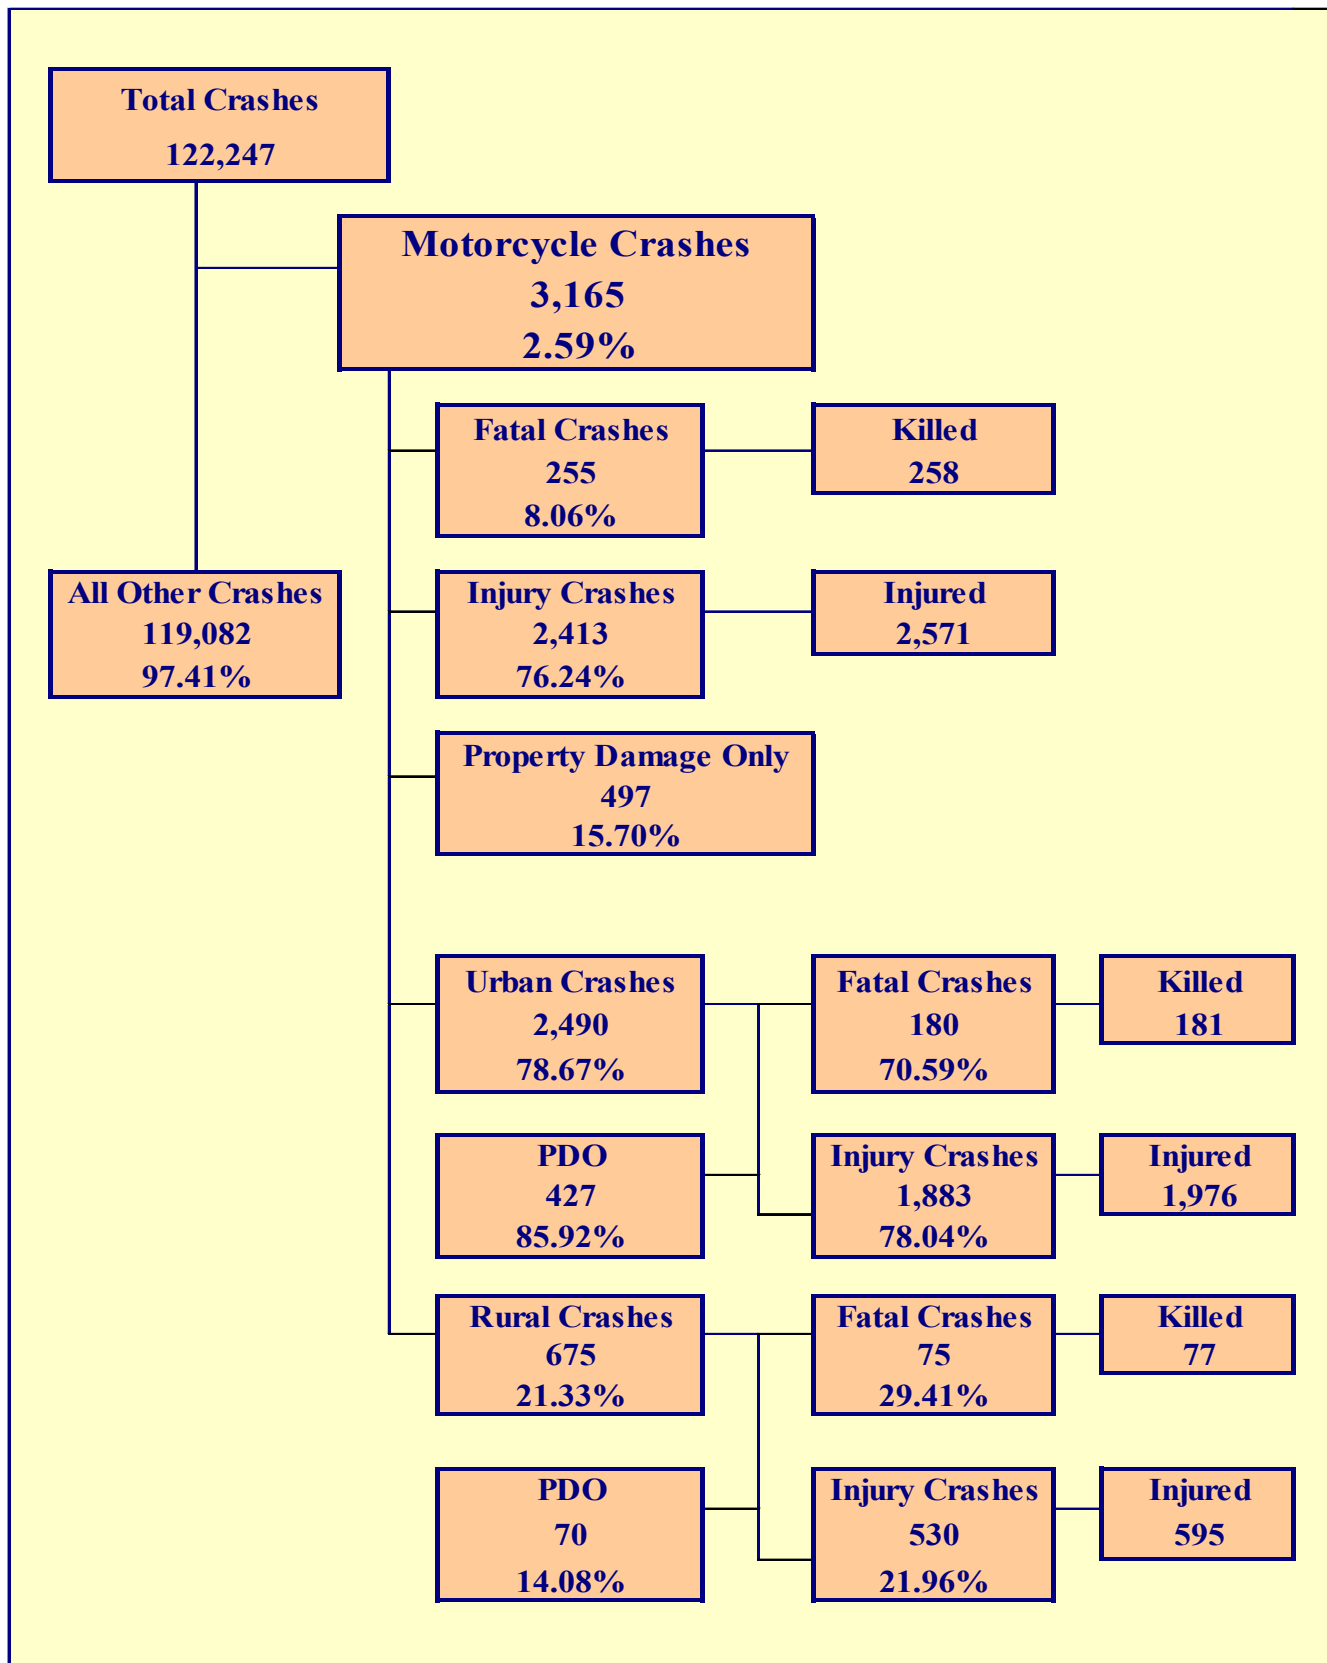 Total Crashes
122,247
Motorcycle Crashes
3,165
2.59%
Fatal Crashes
255
8.06%
Killed
258
All Other Crashes
119,082
97.41%
Injury Crashes
2,413
76.24%
Injured
2,571
Property Damage Only
497
15.70%
Urban Crashes
2,490
78.67%
Fatal Crashes
180
70.59%
Killed
181
PDO
427
85.92%
Injury Crashes
1,883
78.04%
Injured
1,976
Rural Crashes
675
21.33%
Fatal Crashes
75
29.41%
Killed
77
PDO
70
14.08%
Injury Crashes
530
21.96%
Injured
595